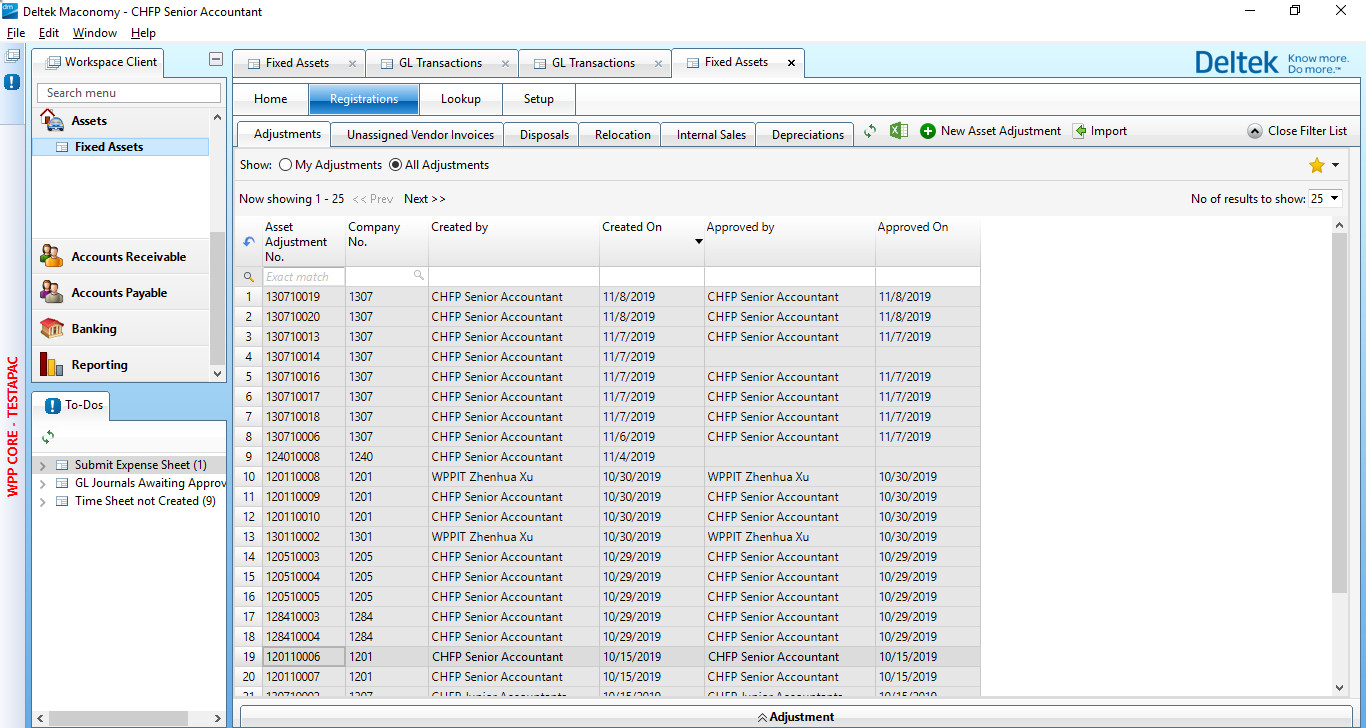 Deltek Maconomy - CHFP Senior Accountant
File Edit Window Help
Workspace Client
Search menu
Assets
Fixed Assets
Accounts Receivable
Accounts Payable
Banking
Reporting
WPP CORE - TESTAPAC
To-Dos
Submit Expense Sheet (1)
GL Journals Awaiting Approv
Time Sheet not Created (9)
Fixed Assets GL Transactions GL Transactions Fixed Assets
Deltek Know more.
Do more.™
Home Registrations Lookup Setup
Adjustments Unassigned Vendor Invoices Disposals Relocation Internal Sales Depreciations New Asset Adjustment Import Close Filter List
Show: My Adjustments All Adjustments
Now showing 1 - 25 << Prev Next >> No of results to show: 25
Asset Adjustment No. Company No. Created by Created On Approved by Approved On
Exact match
1 130710019 1307 CHFP Senior Accountant 11/8/2019 CHFP Senior Accountant 11/8/2019
2 130710020 1307 CHFP Senior Accountant 11/8/2019 CHFP Senior Accountant 11/8/2019
3 130710013 1307 CHFP Senior Accountant 11/7/2019 CHFP Senior Accountant 11/7/2019
4 130710014 1307 CHFP Senior Accountant 11/7/2019
5 130710016 1307 CHFP Senior Accountant 11/7/2019 CHFP Senior Accountant 11/7/2019
6 130710017 1307 CHFP Senior Accountant 11/7/2019 CHFP Senior Accountant 11/7/2019
7 130710018 1307 CHFP Senior Accountant 11/7/2019 CHFP Senior Accountant 11/7/2019
8 130710006 1307 CHFP Senior Accountant 11/6/2019 CHFP Senior Accountant 11/7/2019
9 124010008 1240 CHFP Senior Accountant 11/4/2019
10 120110008 1201 WPPIT Zhenhua Xu 10/30/2019 WPPIT Zhenhua Xu 10/30/2019
11 120110009 1201 CHFP Senior Accountant 10/30/2019 CHFP Senior Accountant 10/30/2019
12 120110010 1201 CHFP Senior Accountant 10/30/2019 CHFP Senior Accountant 10/30/2019
13 130110002 1301 WPPIT Zhenhua Xu 10/30/2019 WPPIT Zhenhua Xu 10/30/2019
14 120510003 1205 CHFP Senior Accountant 10/29/2019 CHFP Senior Accountant 10/29/2019
15 120510004 1205 CHFP Senior Accountant 10/29/2019 CHFP Senior Accountant 10/29/2019
16 120510005 1205 CHFP Senior Accountant 10/29/2019 CHFP Senior Accountant 10/29/2019
17 128410003 1284 CHFP Senior Accountant 10/29/2019 CHFP Senior Accountant 10/29/2019
18 128410004 1284 CHFP Senior Accountant 10/29/2019 CHFP Senior Accountant 10/29/2019
19 120110006 1201 CHFP Senior Accountant 10/15/2019 CHFP Senior Accountant 10/15/2019
20 120110007 1201 CHFP Senior Accountant 10/15/2019 CHFP Senior Accountant 10/15/2019
Adjustment